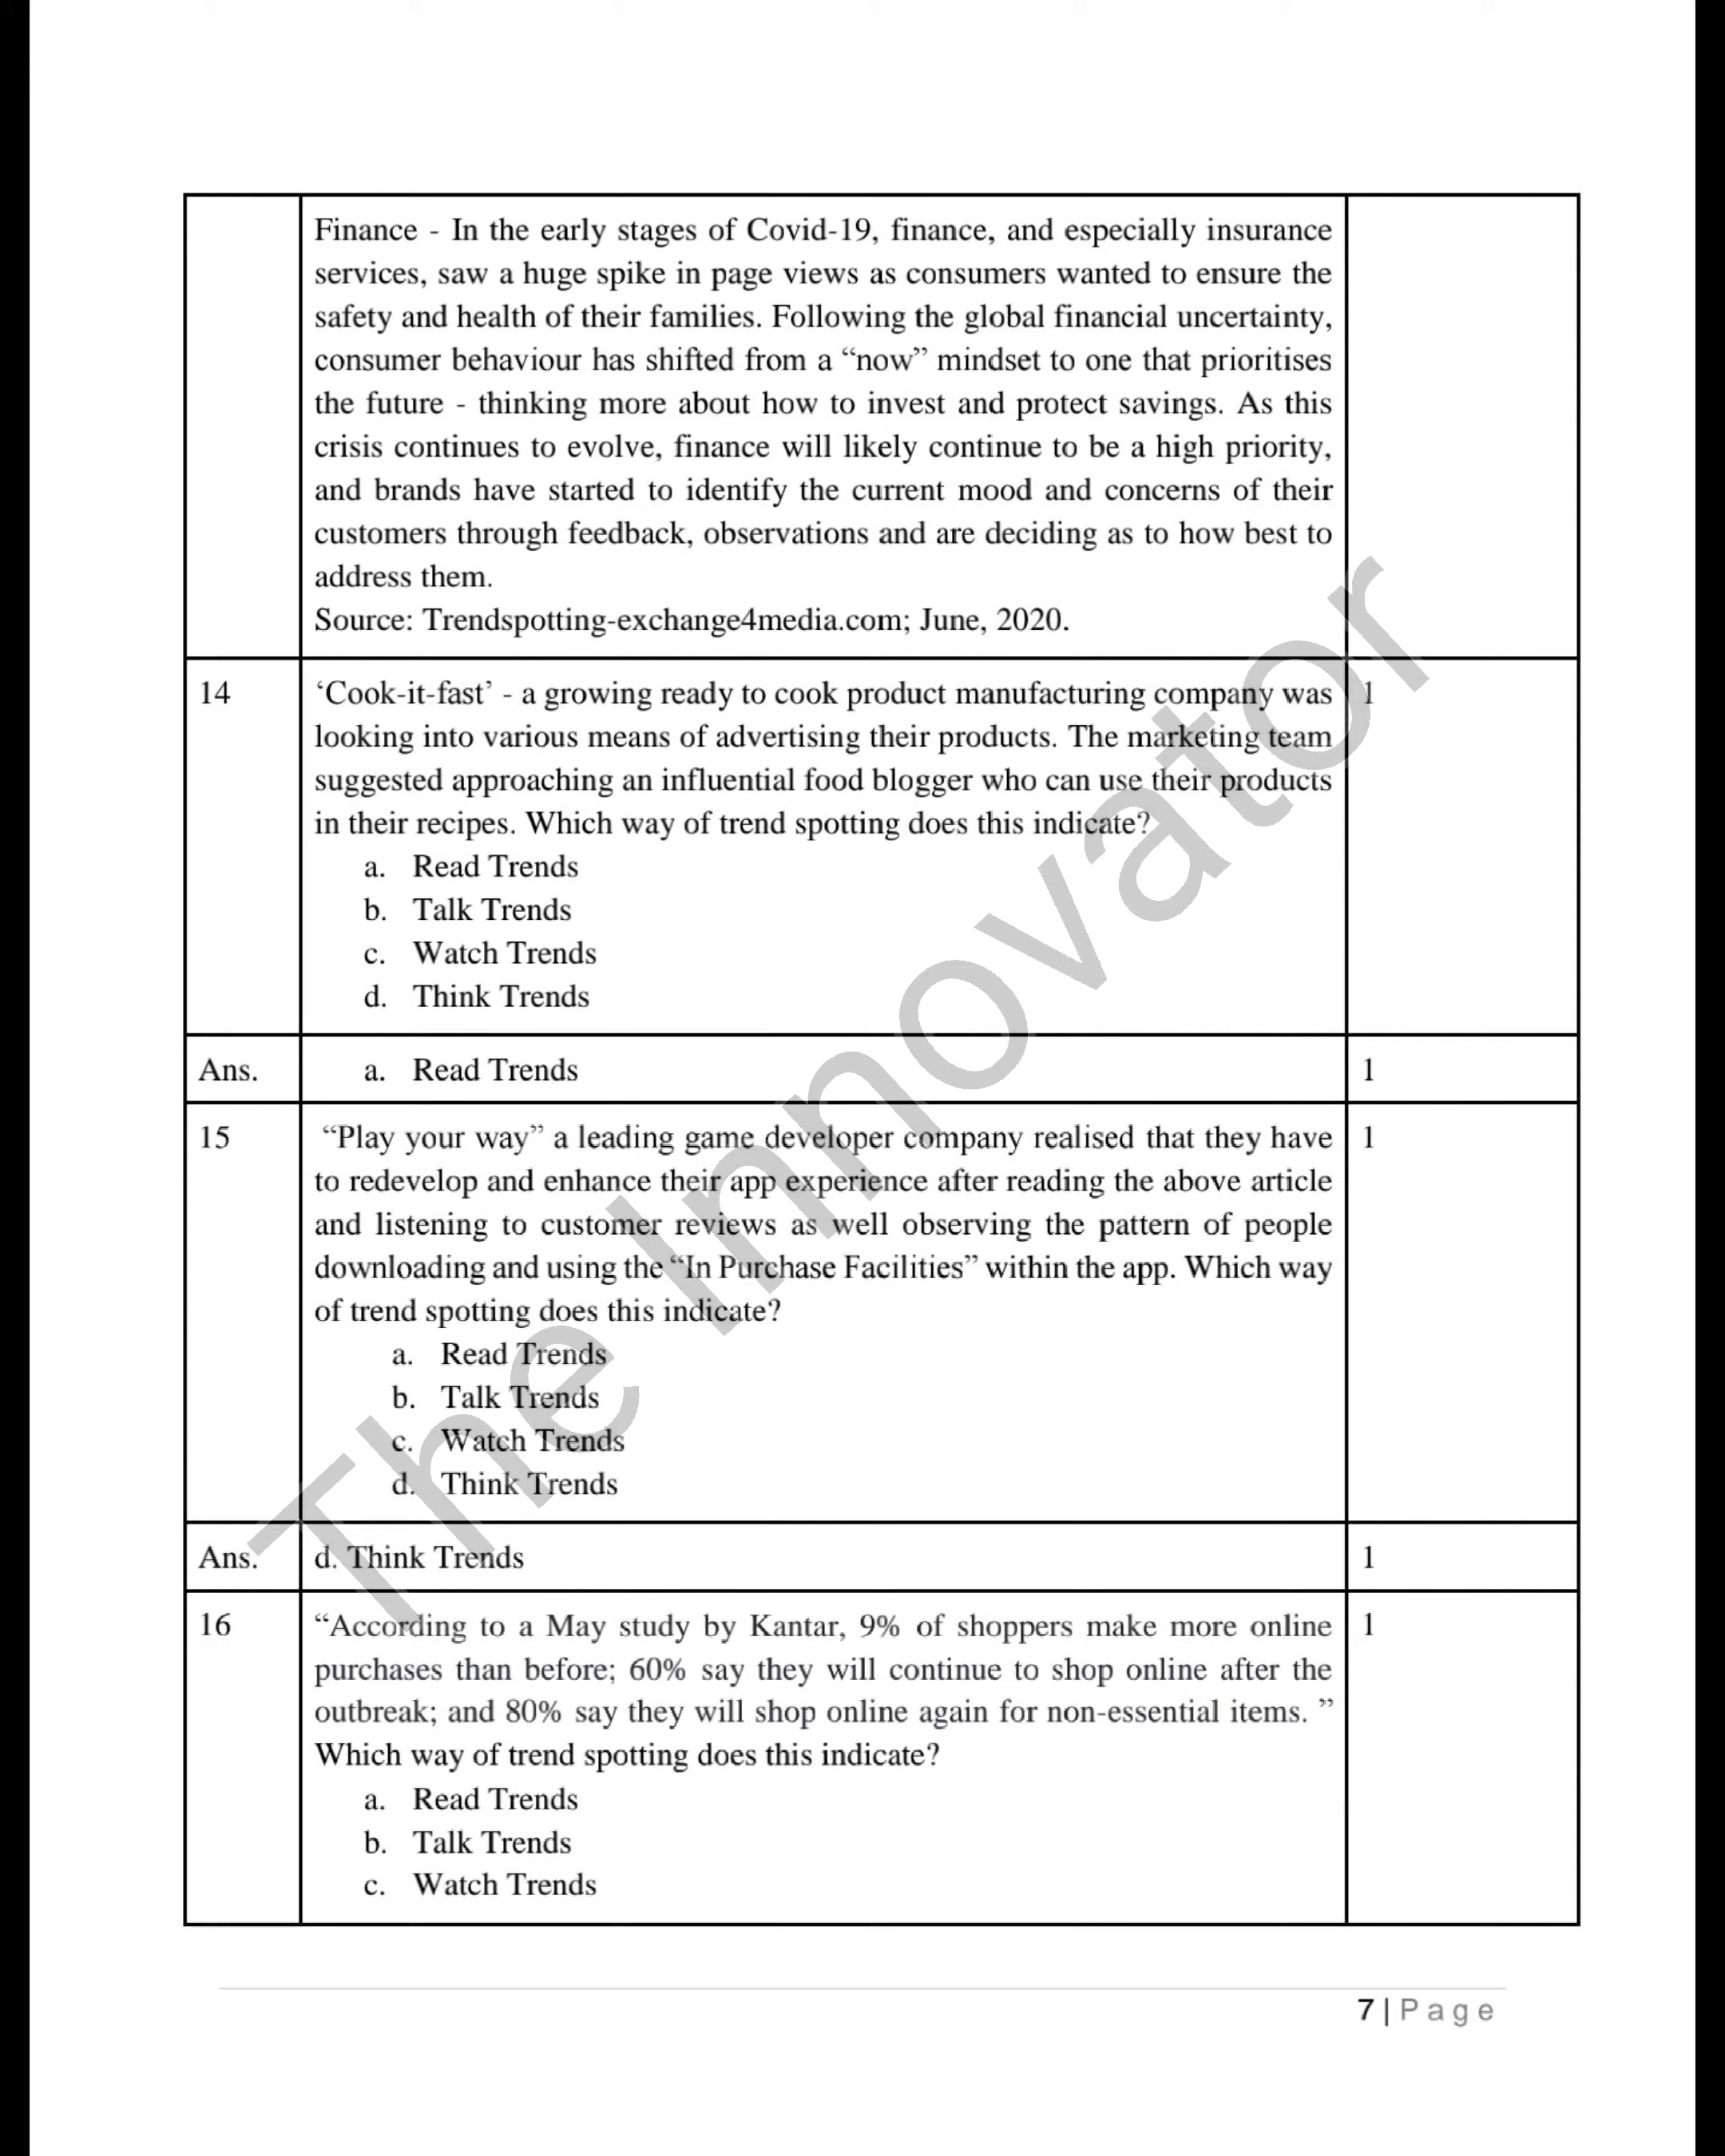 Finance - In the early stages of Covid-19, finance, and especially insurance
services, saw a huge spike in page views as consumers wanted to ensure the
safety and health of their families. Following the global financial uncertainty,
consumer behaviour has shifted from a “now” mindset to one that prioritises
the future - thinking more about how to invest and protect savings. As this
crisis continues to evolve, finance will likely continue to be a high priority,
and brands have started to identify the current mood and concerns of their
customers through feedback, observations and are deciding as to how best to
address them.
Source: Trendspotting-exchange4media.com; June, 2020.
14 ‘Cook-it-fast’ - a growing ready to cook product manufacturing company was 1
looking into various means of advertising their products. The marketing team
suggested approaching an influential food blogger who can use their products
in their recipes. Which way of trend spotting does this indicate?
a. Read Trends
b. Talk Trends
c. Watch Trends
d. Think Trends
Ans. a. Read Trends 1
15 “Play your way” a leading game developer company realised that they have 1
to redevelop and enhance their app experience after reading the above article
and listening to customer reviews as well observing the pattern of people
downloading and using the “In Purchase Facilities” within the app. Which way
of trend spotting does this indicate?
a. Read Trends
b. Talk Trends
c. Watch Trends
d. Think Trends
Ans. d. Think Trends 1
16 “According to a May study by Kantar, 9% of shoppers make more online 1
purchases than before; 60% say they will continue to shop online after the
outbreak; and 80% say they will shop online again for non-essential items. ”
Which way of trend spotting does this indicate?
a. Read Trends
b. Talk Trends
c. Watch Trends
7 | Page
The Innovator